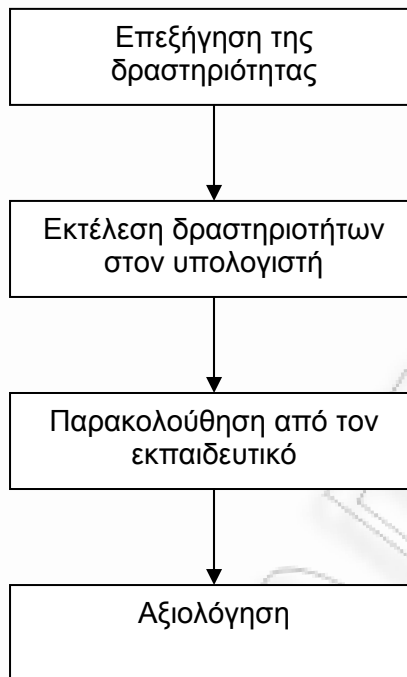 Επεξήγηση της
δραστηριότητας
Εκτέλεση δραστηριοτήτων
στον υπολογιστή
Παρακολούθηση από τον
εκπαιδευτικό
Αξιολόγηση